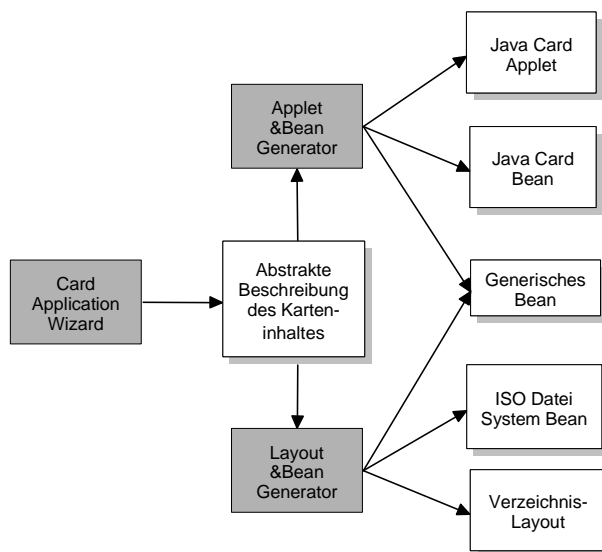 Java Card
Applet
Applet
&Bean
Generator
Java Card
Bean
Card
Application
Wizard
Abstrakte
Beschreibung
des Karten-
inhaltes
Generisches
Bean
ISO Datei
System Bean
Layout
&Bean
Generator
Verzeichnis-
Layout